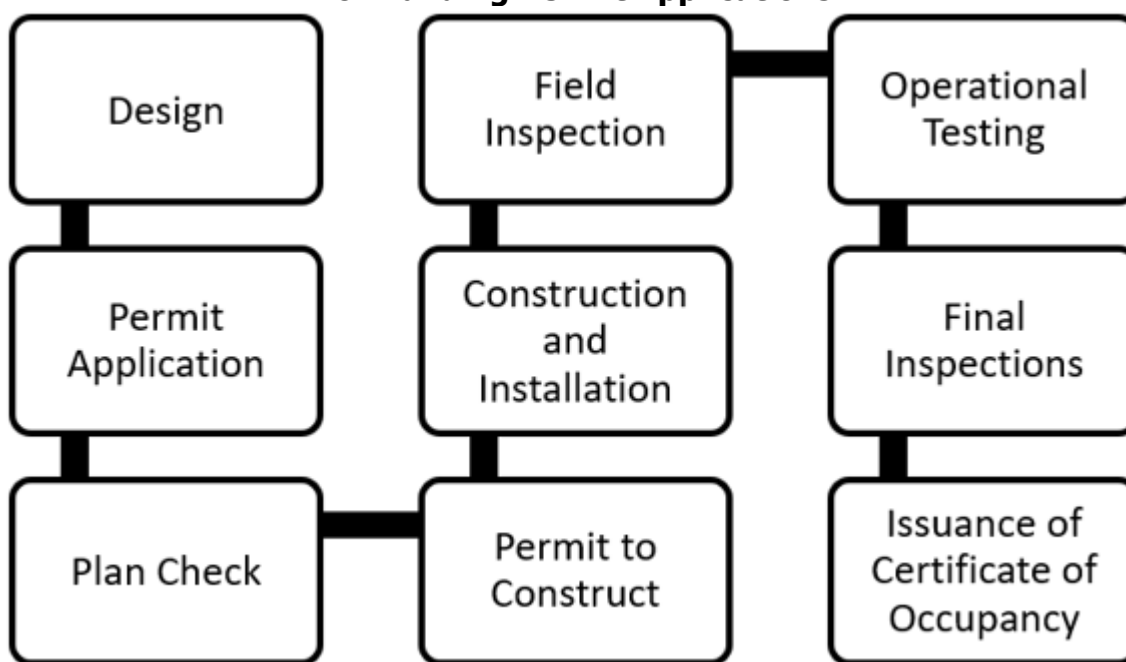 Design
Permit
Application
Plan Check
Permit to
Construct
Construction
and
Installation
Field
Inspection
Operational
Testing
Final
Inspections
Issuance of
Certificate of
Occupancy